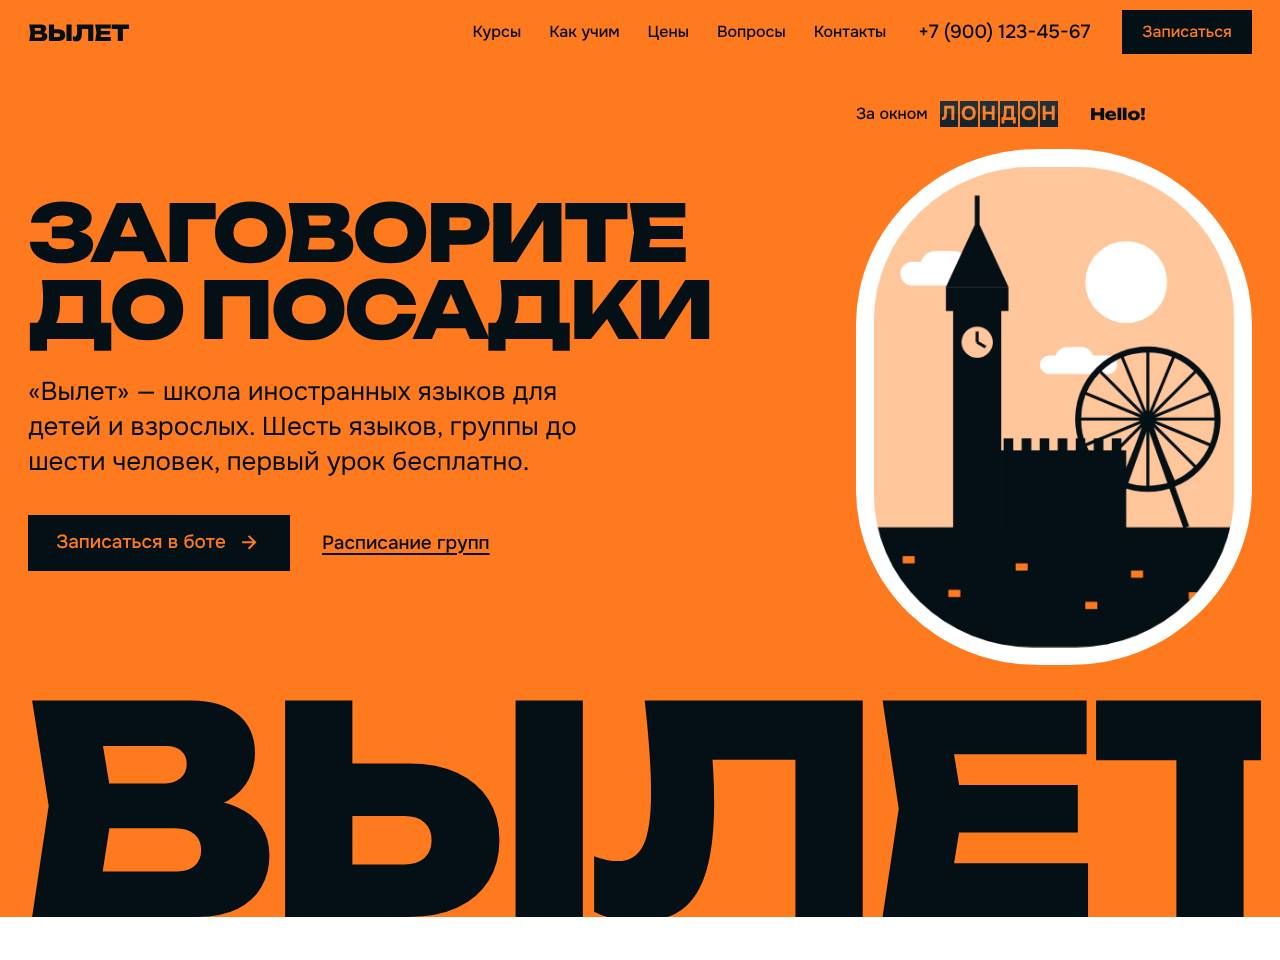 ВЫЛЕТ
Курсы
Как учим
Цены
Вопросы
Контакты
+7 (900) 123-45-67
Записаться
За окном ЛОНДОН Hello!
ЗАГОВОРИТЕ
ДО ПОСАДКИ
«Вылет» — школа иностранных языков для
детей и взрослых. Шесть языков, группы до
шести человек, первый урок бесплатно.
Записаться в боте →
Расписание групп
ВЫЛЕТ